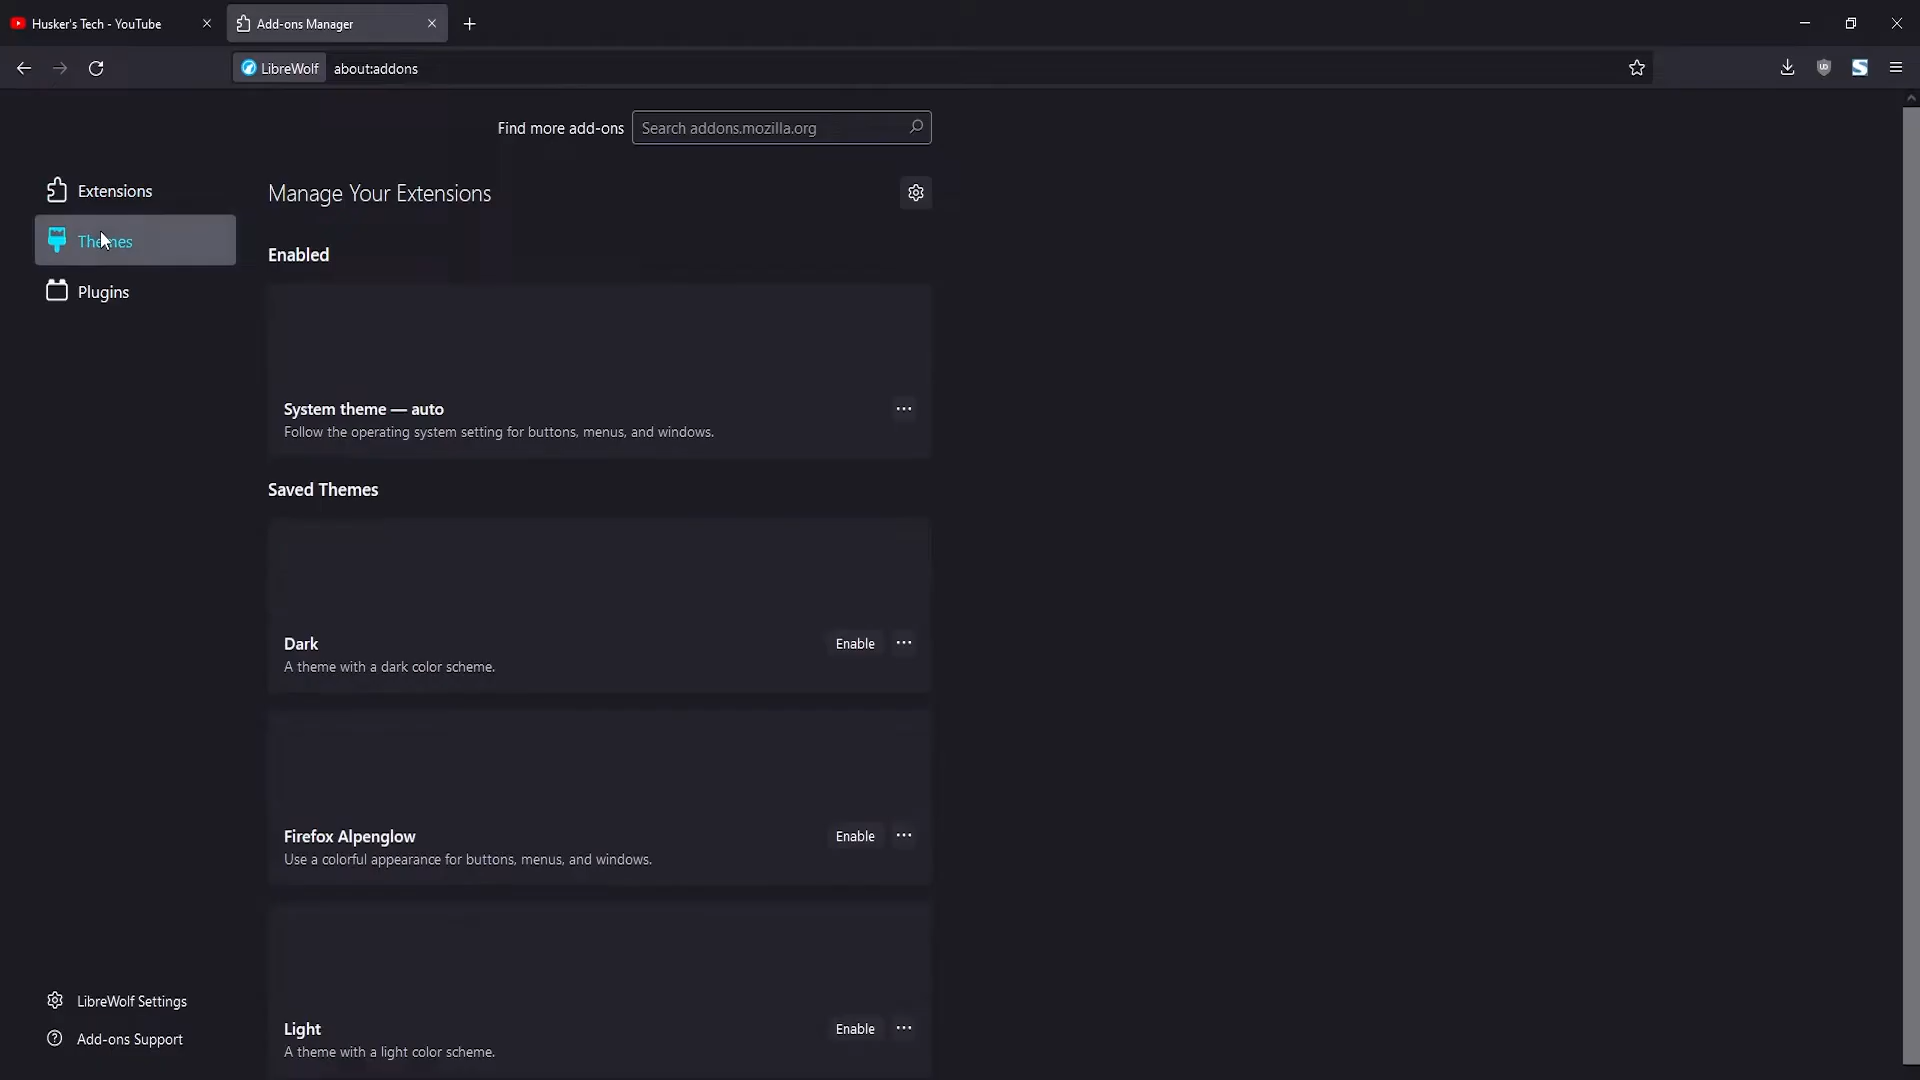 Husker's Tech - YouTube
Add-ons Manager
LibreWolf
about:addons
Find more add-ons
Search addons.mozilla.org
Extensions
Themes
Plugins
Manage Your Extensions
Enabled
System theme — auto
Follow the operating system setting for buttons, menus, and windows.
Saved Themes
Dark
Enable
A theme with a dark color scheme.
Firefox Alpenglow
Enable
Use a colorful appearance for buttons, menus, and windows.
Light
Enable
A theme with a light color scheme.
LibreWolf Settings
Add-ons Support